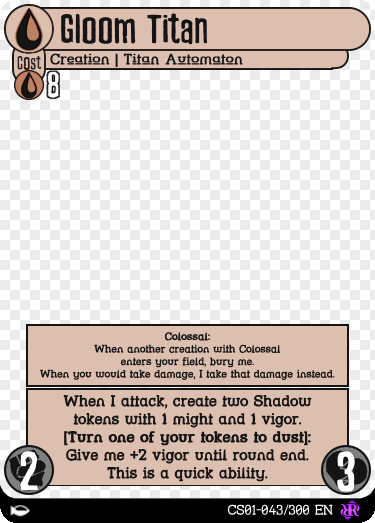 Gloom Titan
Cost
Creation | Titan Automaton
8
Colossal:
When another creation with Colossal
enters your field, bury me.
When you would take damage, I take that damage instead.
When I attack, create two Shadow
tokens with 1 might and 1 vigor.
[Turn one of your tokens to dust]:
Give me +2 vigor until round end.
This is a quick ability.
2
3
CS01-043/300 EN